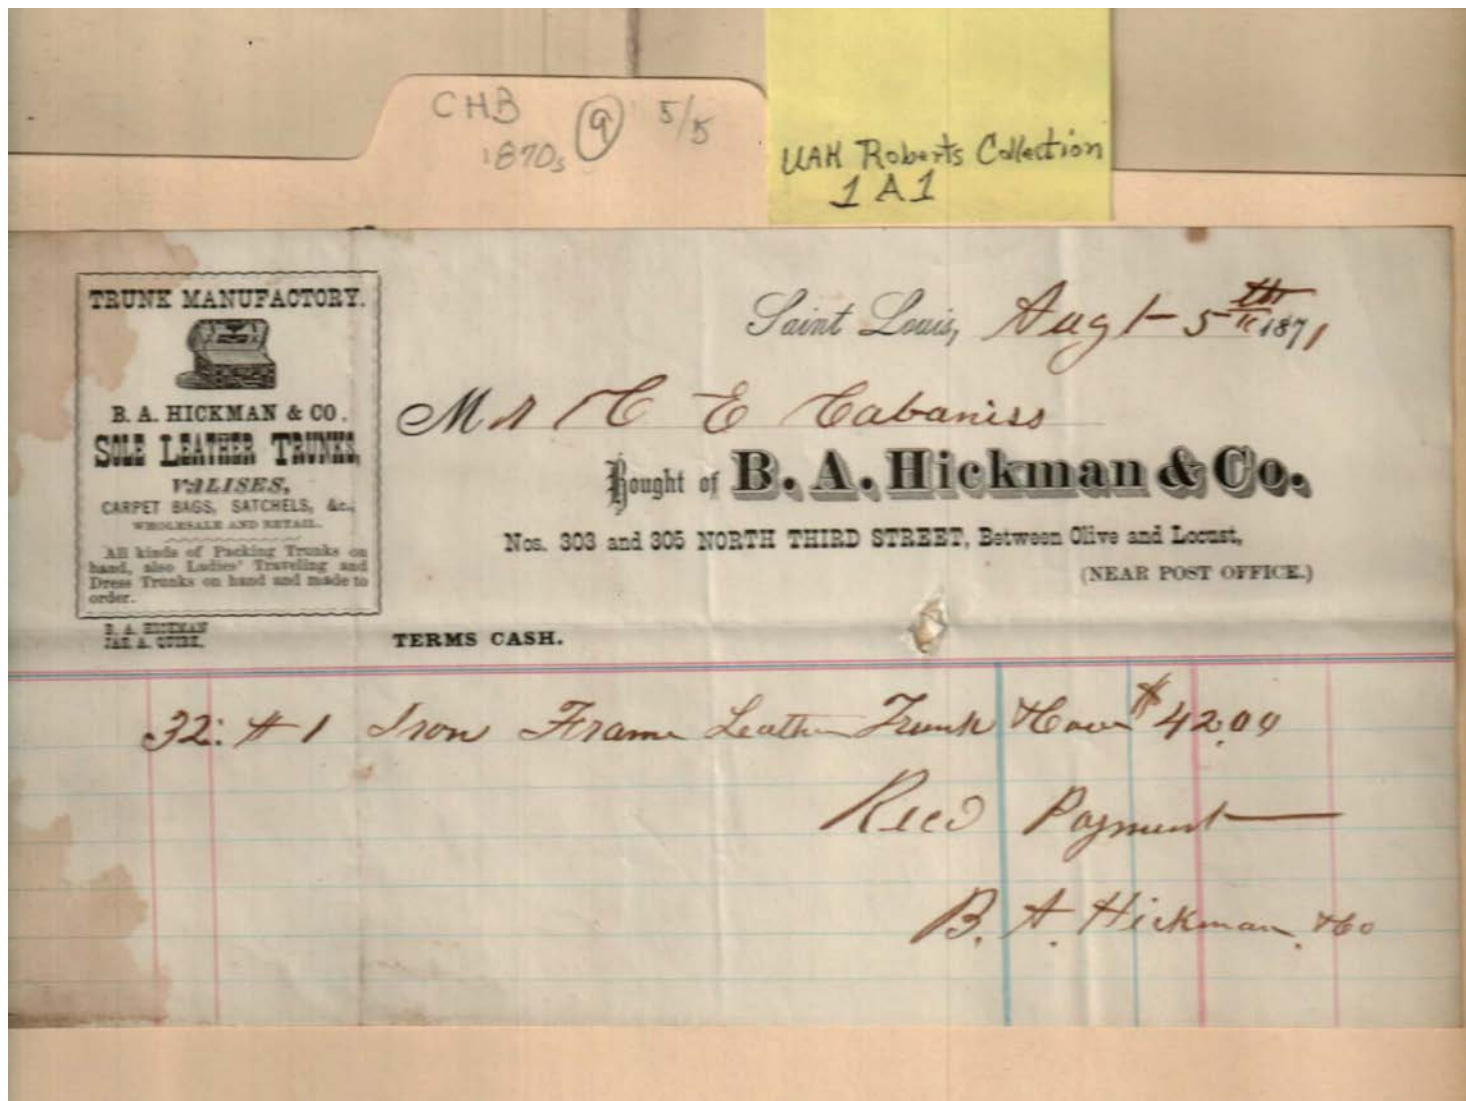 CHB 9 5/5
1870s
UAH Roberts Collection
1 A 1
TRUNK MANUFACTORY.
B. A. HICKMAN & CO.
SOLE LEATHER TRUNKS,
VALISES,
CARPET BAGS, SATCHELS, &c.,
WHOLESALE AND RETAIL.
All kinds of Packing Trunks on
hand, also Ladies' Traveling and
Dress Trunks on hand and made to
order.
B. A. HICKMAN
JAS. A. QUIRK.
Saint Louis, Augt 5th 1871
Mr C E Cabaniss
Bought of B. A. Hickman & Co.
Nos. 303 and 305 NORTH THIRD STREET, Between Olive and Locust,
(NEAR POST OFFICE.)
TERMS CASH.
32: # 1 Iron Frame Leather Trunk $42.00
Recd Payment
B. A. Hickman & Co